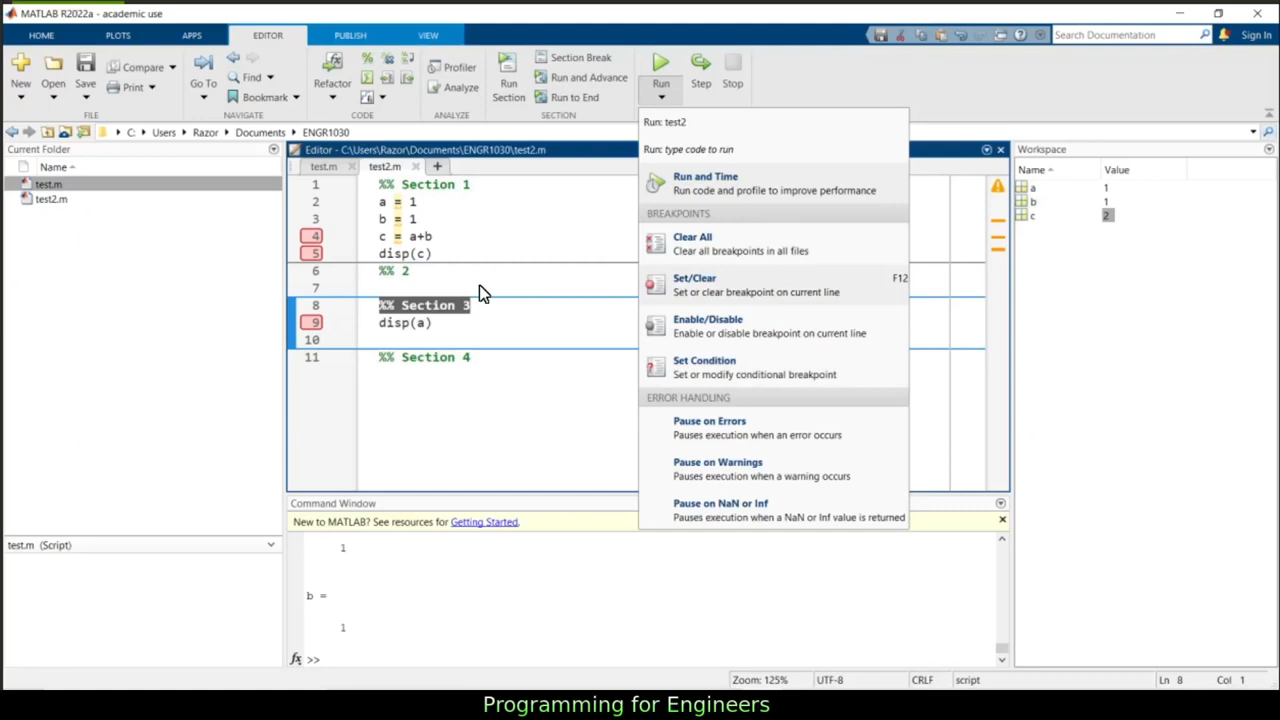 MATLAB R2022a - academic use
HOME PLOTS APPS EDITOR PUBLISH VIEW Search Documentation Sign In
New Open Save Compare Print
Go To Find Bookmark
Refactor
Profiler Analyze
Run Section Section Break Run and Advance Run to End
Run Step Stop
FILE NAVIGATE CODE ANALYZE SECTION
C: Users Razor Documents ENGR1030
Current Folder
Name
test.m
test2.m
test.m (Script)
Editor - C:\Users\Razor\Documents\ENGR1030\test2.m
test.m test2.m +
1 %% Section 1
2 a = 1
3 b = 1
4 c = a+b
5 disp(c)
6 %% 2
7
8 %% Section 3
9 disp(a)
10
11 %% Section 4
Run: test2
Run: type code to run
Run and Time
Run code and profile to improve performance
BREAKPOINTS
Clear All
Clear all breakpoints in all files
Set/Clear F12
Set or clear breakpoint on current line
Enable/Disable
Enable or disable breakpoint on current line
Set Condition
Set or modify conditional breakpoint
ERROR HANDLING
Pause on Errors
Pauses execution when an error occurs
Pause on Warnings
Pauses execution when a warning occurs
Pause on NaN or Inf
Pauses execution when a NaN or Inf value is returned
Command Window
New to MATLAB? See resources for Getting Started.
1
b =
1
fx >>
Workspace
Name Value
a 1
b 1
c 2
Zoom: 125% UTF-8 CRLF script Ln 8 Col 1
Programming for Engineers